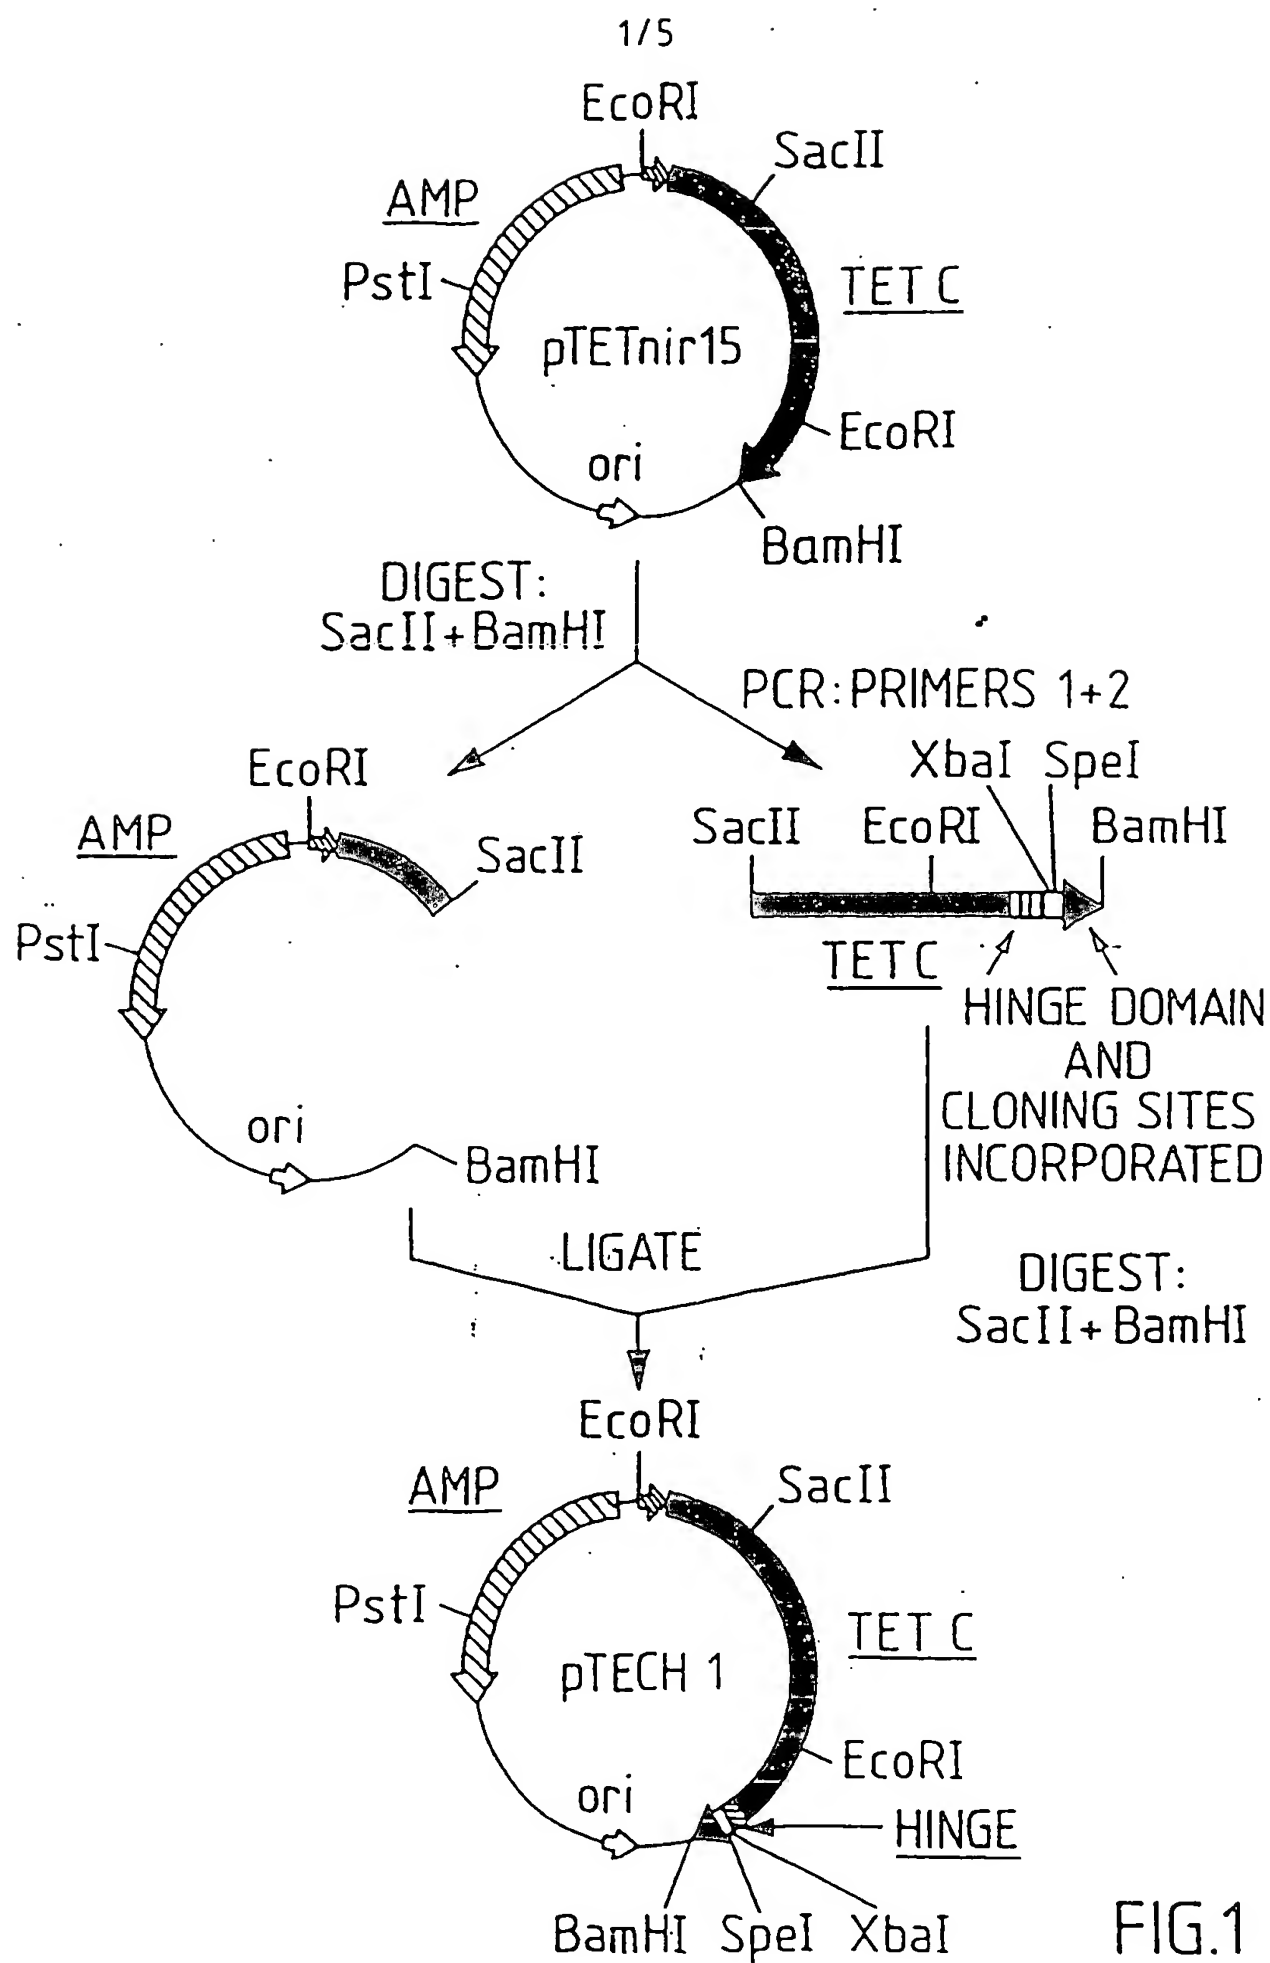 1/5
EcoRI
SacII
AMP
PstI
TET C
pTETnir15
EcoRI
ori
BamHI
DIGEST:
SacII+BamHI
PCR:PRIMERS 1+2
XbaI SpeI
EcoRI
SacII EcoRI BamHI
AMP
SacII
PstI
TET C
HINGE DOMAIN
AND
CLONING SITES
INCORPORATED
ori
BamHI
LIGATE
DIGEST:
SacII+BamHI
EcoRI
AMP
SacII
PstI
TET C
pTECH 1
EcoRI
ori
HINGE
BamHI SpeI XbaI
FIG.1